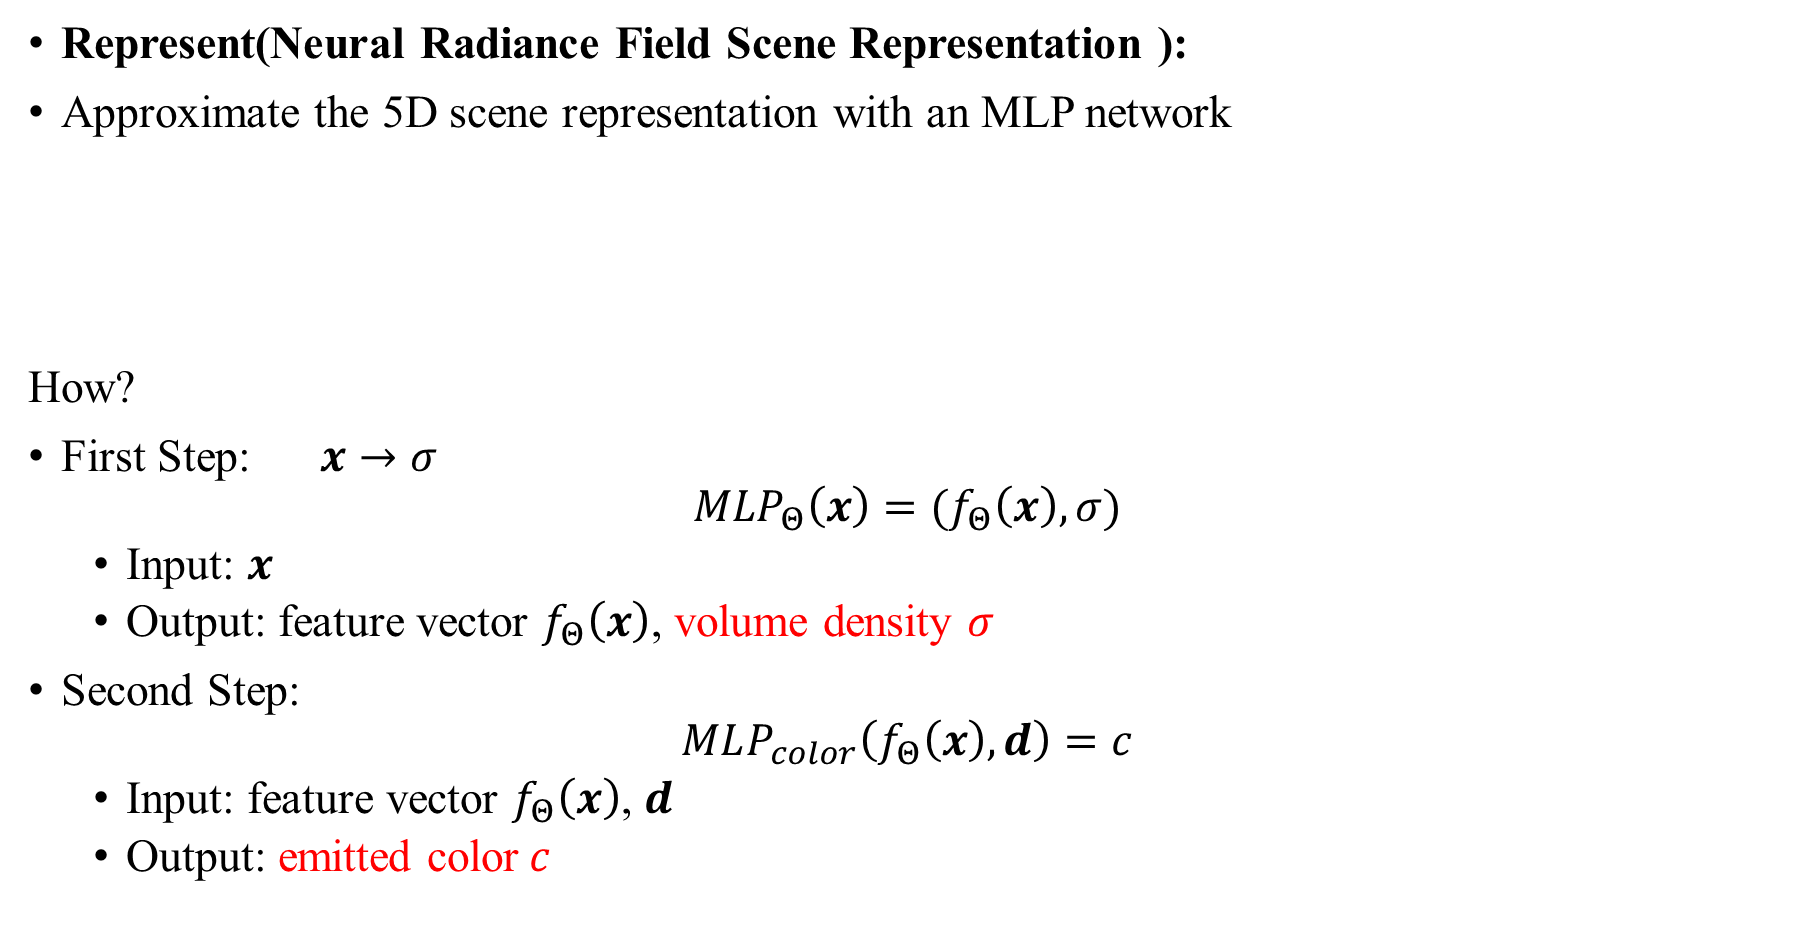 • Represent(Neural Radiance Field Scene Representation ):
• Approximate the 5D scene representation with an MLP network
How?
• First Step: 𝒙 → 𝜎
𝑀𝐿𝑃_Θ(𝒙) = (𝑓_Θ(𝒙), 𝜎)
• Input: 𝒙
• Output: feature vector 𝑓_Θ(𝒙), volume density 𝜎
• Second Step:
𝑀𝐿𝑃_𝑐𝑜𝑙𝑜𝑟(𝑓_Θ(𝒙), 𝒅) = 𝑐
• Input: feature vector 𝑓_Θ(𝒙), 𝒅
• Output: emitted color 𝑐